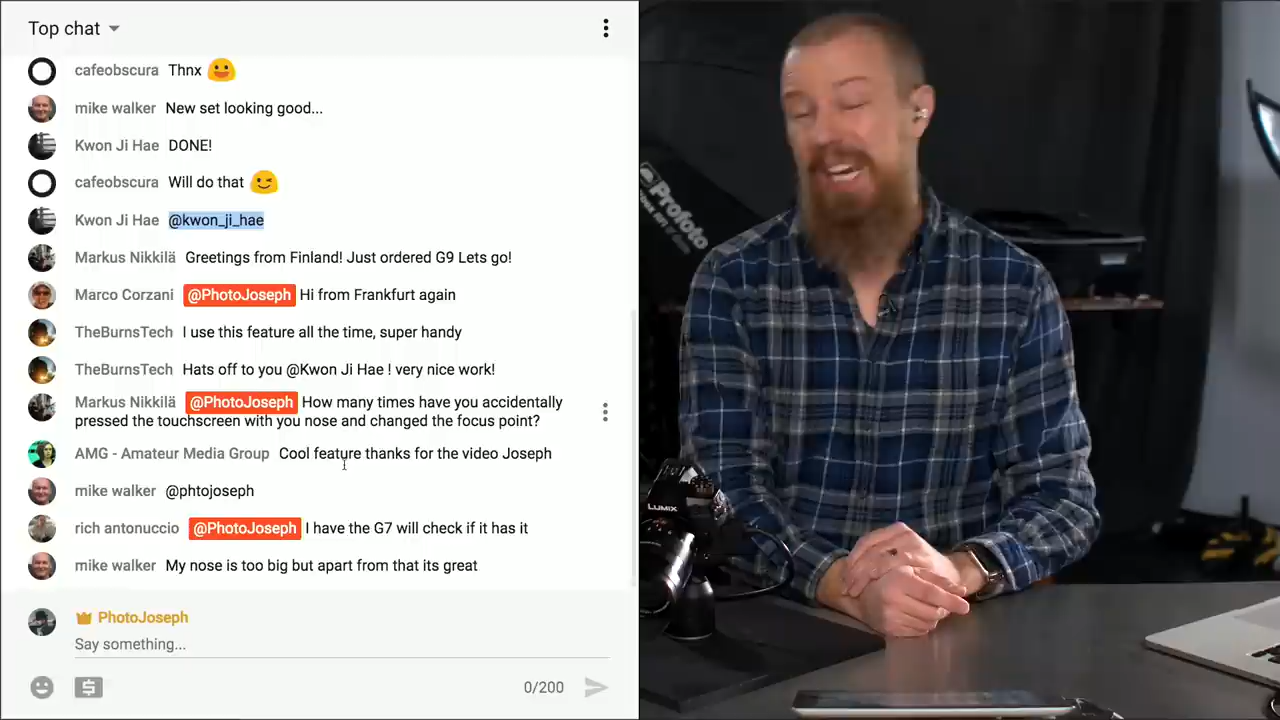 Top chat
cafeobscura Thnx
mike walker New set looking good...
Kwon Ji Hae DONE!
cafeobscura Will do that
Kwon Ji Hae @kwon_ji_hae
Markus Nikkilä Greetings from Finland! Just ordered G9 Lets go!
Marco Corzani @PhotoJoseph Hi from Frankfurt again
TheBurnsTech I use this feature all the time, super handy
TheBurnsTech Hats off to you @Kwon Ji Hae ! very nice work!
Markus Nikkilä @PhotoJoseph How many times have you accidentally
pressed the touchscreen with you nose and changed the focus point?
AMG - Amateur Media Group Cool feature thanks for the video Joseph
mike walker @phtojoseph
rich antonuccio @PhotoJoseph I have the G7 will check if it has it
mike walker My nose is too big but apart from that its great
PhotoJoseph
Say something...
0/200
Profoto
LUMIX